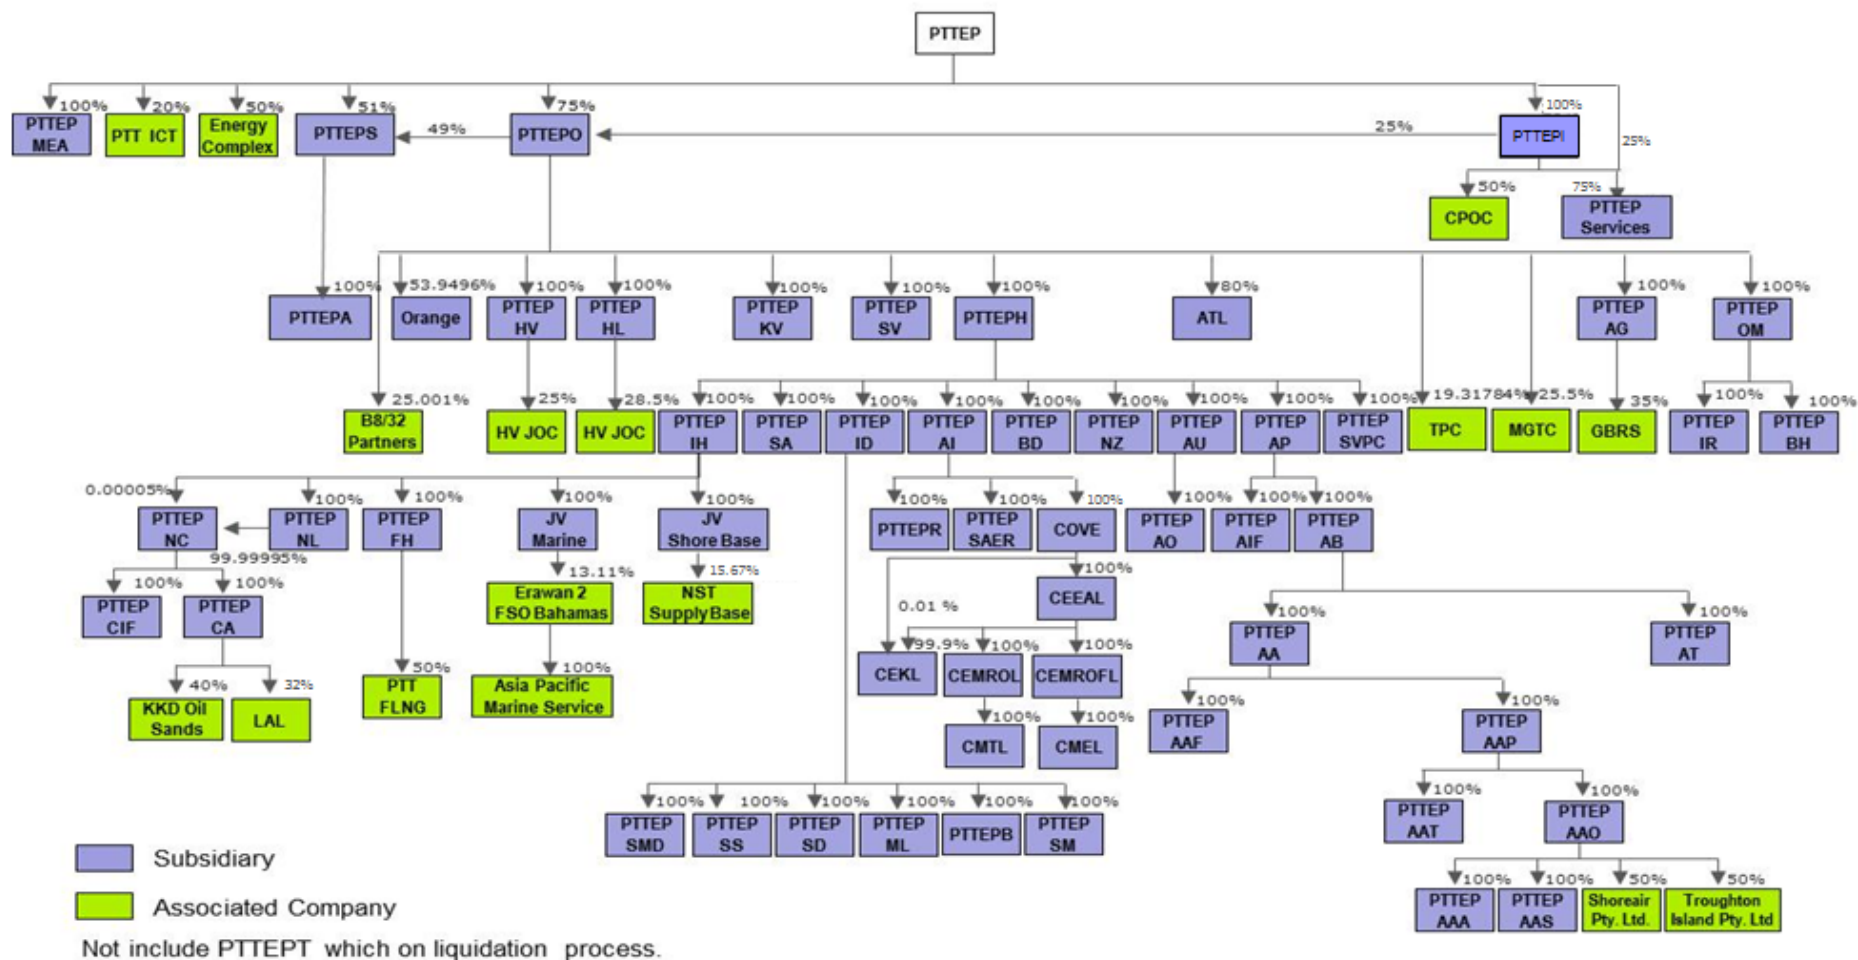 PTTEP
100%
20%
50%
51%
75%
100%
PTTEP
MEA
PTT ICT
Energy
Complex
PTTEPS
49%
PTTEPO
25%
PTTEPI
25%
50%
75%
CPOC
PTTEP
Services
100%
53.9496%
100%
100%
100%
100%
100%
80%
100%
100%
PTTEPA
Orange
PTTEP
HV
PTTEP
HL
PTTEP
KV
PTTEP
SV
PTTEPH
ATL
PTTEP
AG
PTTEP
OM
25.001%
25%
28.5%
100%
100%
100%
100%
100%
100%
100%
100%
100%
19.31784%
25.5%
35%
100%
100%
B8/32
Partners
HV JOC
HV JOC
PTTEP
IH
PTTEP
SA
PTTEP
ID
PTTEP
AI
PTTEP
BD
PTTEP
NZ
PTTEP
AU
PTTEP
AP
PTTEP
SVPC
TPC
MGTC
GBRS
PTTEP
IR
PTTEP
BH
0.00005%
100%
100%
100%
100%
100%
100%
100%
100%
100%
100%
PTTEP
NC
PTTEP
NL
PTTEP
FH
JV
Marine
JV
Shore Base
PTTEPR
PTTEP
SAER
COVE
PTTEP
AO
PTTEP
AIF
PTTEP
AB
99.99995%
100%
100%
13.11%
15.67%
100%
PTTEP
CIF
PTTEP
CA
Erawan 2
FSO Bahamas
NST
Supply Base
CEEAL
0.01 %
100%
100%
PTTEP
AA
PTTEP
AT
40%
32%
50%
100%
99.9%
100%
100%
KKD Oil
Sands
LAL
PTT
FLNG
Asia Pacific
Marine Service
CEKL
CEMROL
CEMROFL
100%
100%
100%
100%
CMTL
CMEL
PTTEP
AAF
PTTEP
AAP
100%
100%
100%
100%
100%
100%
100%
100%
PTTEP
SMD
PTTEP
SS
PTTEP
SD
PTTEP
ML
PTTEPB
PTTEP
SM
PTTEP
AAT
PTTEP
AAO
100%
100%
50%
50%
PTTEP
AAA
PTTEP
AAS
Shoreair
Pty. Ltd.
Troughton
Island Pty. Ltd
Subsidiary
Associated Company
Not include PTTEPT which on liquidation process.